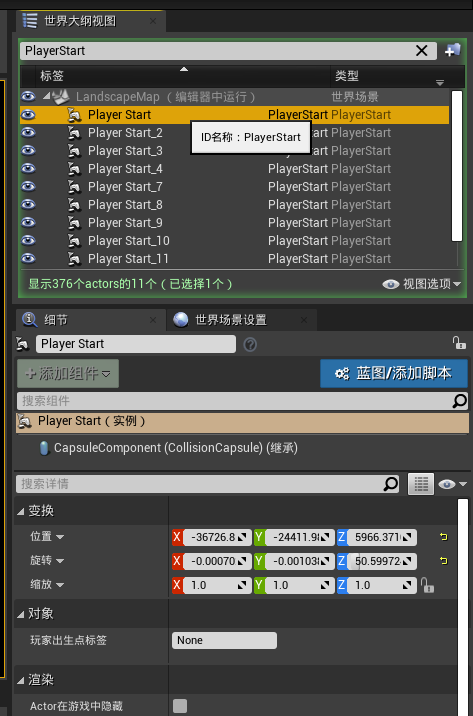 世界大纲视图
PlayerStart
标签 类型
LandscapeMap （编辑器中运行） 世界场景
Player Start PlayerStart PlayerStart
Player Start_2 PlayerStart
ID名称：PlayerStart
Player Start_3 PlayerStart
Player Start_4 PlayerStart PlayerStart
Player Start_7 PlayerStart PlayerStart
Player Start_8 PlayerStart PlayerStart
Player Start_9 PlayerStart PlayerStart
Player Start_10 PlayerStart PlayerStart
Player Start_11 PlayerStart PlayerStart
显示376个actors的11个（已选择1个） 视图选项
细节 世界场景设置
Player Start
+添加组件 蓝图/添加脚本
搜索组件
Player Start（实例）
CapsuleComponent (CollisionCapsule) (继承)
搜索详情
变换
位置 X -36726.8 Y -24411.98 Z 5966.371
旋转 X -0.00070 Y -0.00103 Z 50.59972
缩放 X 1.0 Y 1.0 Z 1.0
对象
玩家出生点标签 None
渲染
Actor在游戏中隐藏